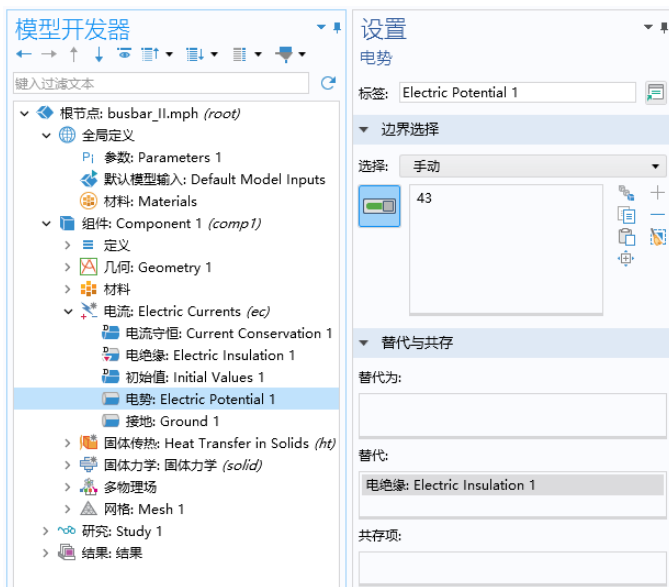 模型开发器
键入过滤文本
根节点: busbar_II.mph (root)
全局定义
Pi 参数: Parameters 1
默认模型输入: Default Model Inputs
材料: Materials
组件: Component 1 (comp1)
定义
几何: Geometry 1
材料
电流: Electric Currents (ec)
电流守恒: Current Conservation 1
电绝缘: Electric Insulation 1
初始值: Initial Values 1
电势: Electric Potential 1
接地: Ground 1
固体传热: Heat Transfer in Solids (ht)
固体力学: 固体力学 (solid)
多物理场
网格: Mesh 1
研究: Study 1
结果: 结果
设置
电势
标签: Electric Potential 1
边界选择
选择: 手动
43
替代与共存
替代为:
替代:
电绝缘: Electric Insulation 1
共存项: